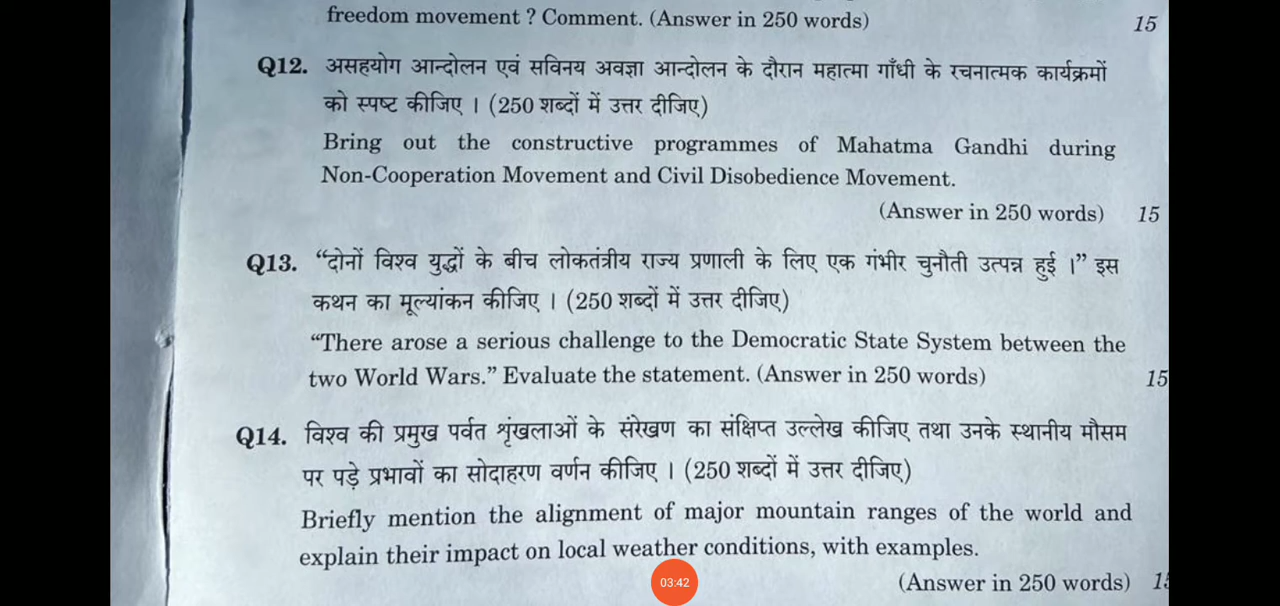 freedom movement ? Comment. (Answer in 250 words) 15
Q12. असहयोग आन्दोलन एवं सविनय अवज्ञा आन्दोलन के दौरान महात्मा गाँधी के रचनात्मक कार्यक्रमों
को स्पष्ट कीजिए । (250 शब्दों में उत्तर दीजिए)
Bring out the constructive programmes of Mahatma Gandhi during
Non-Cooperation Movement and Civil Disobedience Movement.
(Answer in 250 words) 15
Q13. “दोनों विश्व युद्धों के बीच लोकतंत्रीय राज्य प्रणाली के लिए एक गंभीर चुनौती उत्पन्न हुई ।” इस
कथन का मूल्यांकन कीजिए । (250 शब्दों में उत्तर दीजिए)
“There arose a serious challenge to the Democratic State System between the
two World Wars.” Evaluate the statement. (Answer in 250 words) 15
Q14. विश्व की प्रमुख पर्वत शृंखलाओं के संरेखण का संक्षिप्त उल्लेख कीजिए तथा उनके स्थानीय मौसम
पर पड़े प्रभावों का सोदाहरण वर्णन कीजिए । (250 शब्दों में उत्तर दीजिए)
Briefly mention the alignment of major mountain ranges of the world and
explain their impact on local weather conditions, with examples.
(Answer in 250 words) 15
03:42